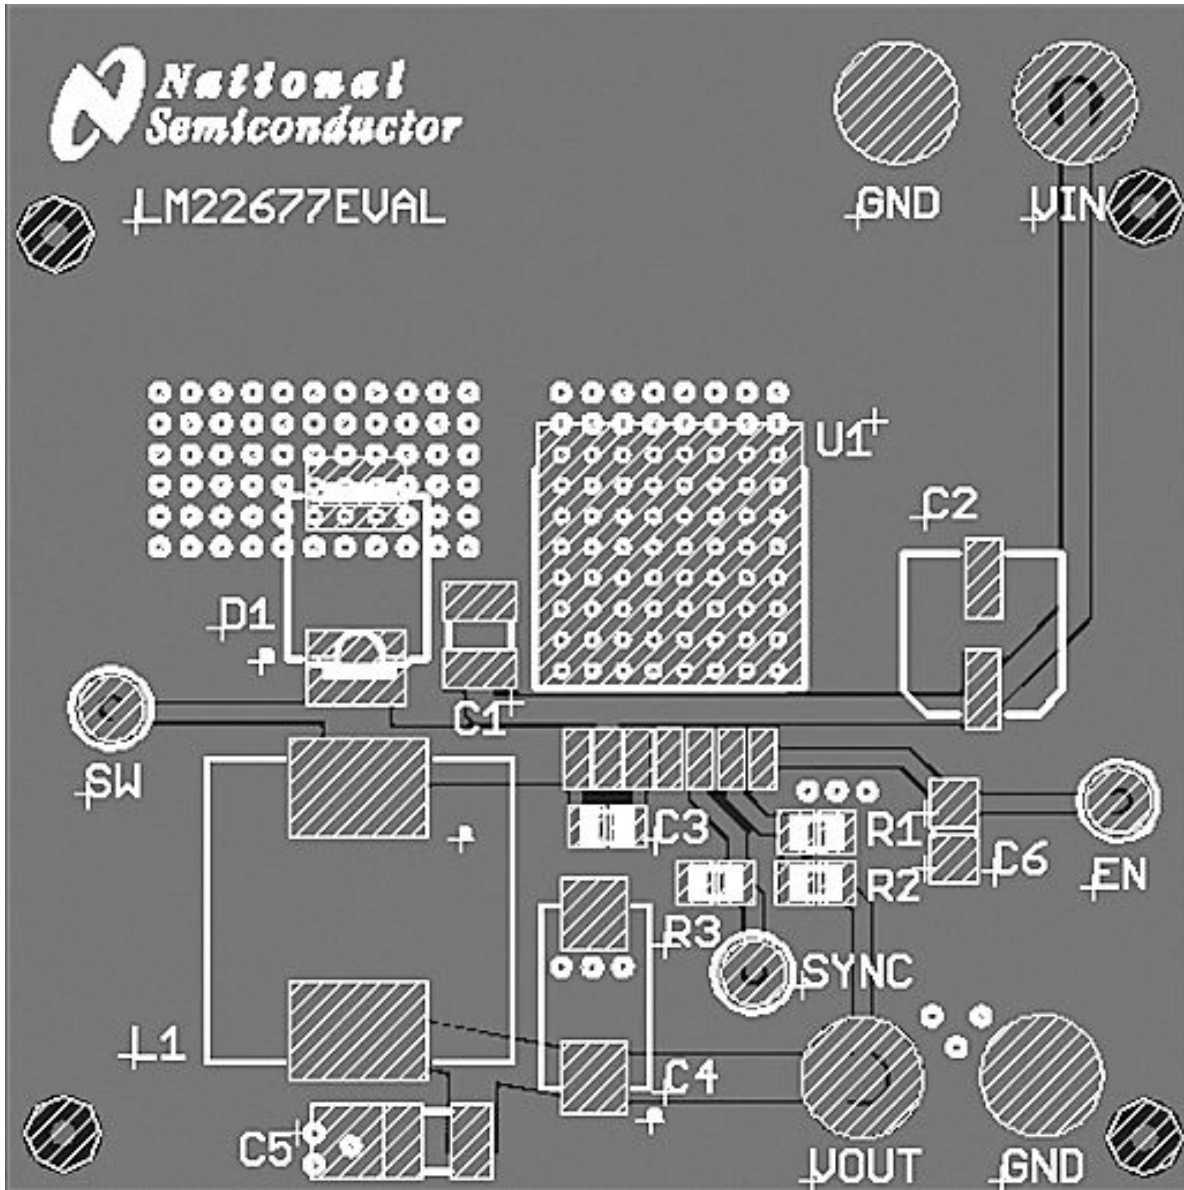 National
Semiconductor
LM22677EVAL
GND
VIN
U1
C2
D1
C1
SW
C3
R1
R2
C6
EN
R3
SYNC
L1
C4
C5
VOUT
GND